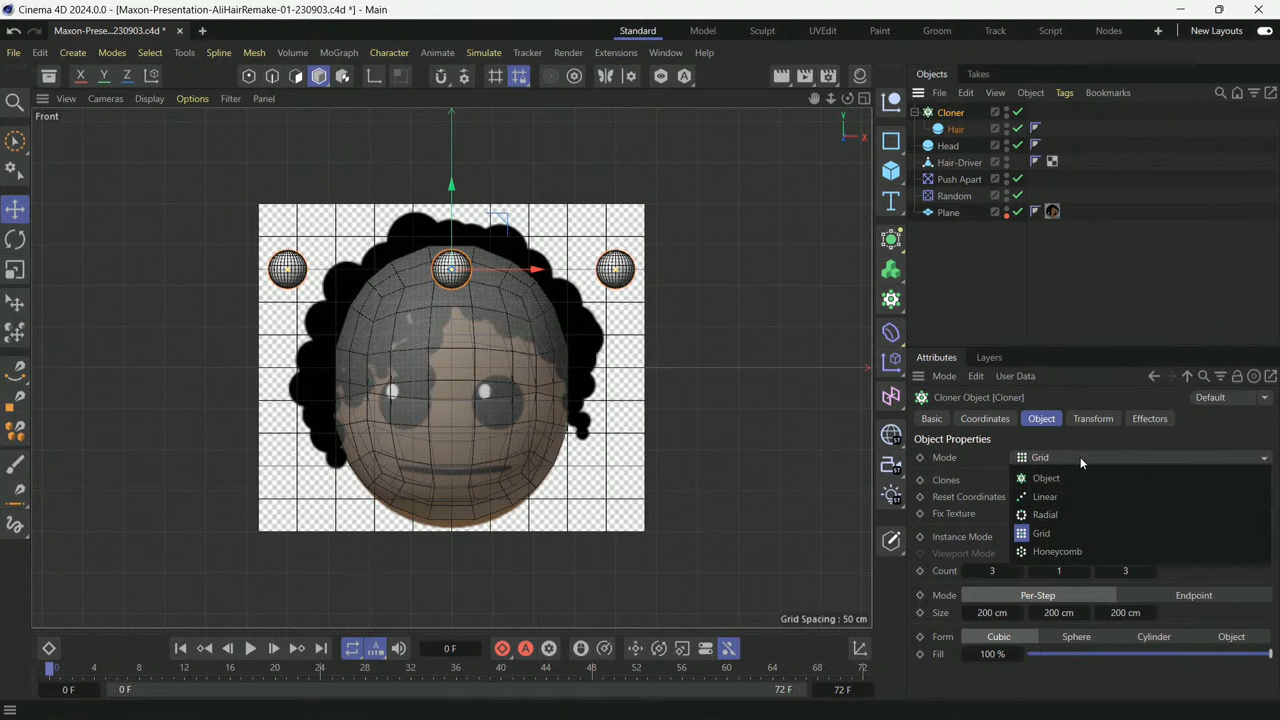 Cinema 4D 2024.0.0 - [Maxon-Presentation-AliHairRemake-01-230903.c4d *] - Main
Maxon-Prese...230903.c4d *
Standard Model Sculpt UVEdit Paint Groom Track Script Nodes New Layouts
File Edit Create Modes Select Tools Spline Mesh Volume MoGraph Character Animate Simulate Tracker Render Extensions Window Help
X Y Z
View Cameras Display Options Filter Panel
Front
Y
X
Z
Grid Spacing : 50 cm
0 F
0 4 8 12 16 20 24 28 32 36 40 44 48 52 56 60 64 68 72
0 F 0 F 72 F 72 F
Objects Takes
File Edit View Object Tags Bookmarks
Cloner
Hair
Head
Hair-Driver
Push Apart
Random
Plane
Attributes Layers
Mode Edit User Data
Cloner Object [Cloner] Default
Basic Coordinates Object Transform Effectors
Object Properties
Mode Grid
Object
Linear
Radial
Grid
Honeycomb
Clones
Reset Coordinates
Fix Texture
Instance Mode
Viewport Mode
Count 3 1 3
Mode Per-Step Endpoint
Size 200 cm 200 cm 200 cm
Form Cubic Sphere Cylinder Object
Fill 100 %